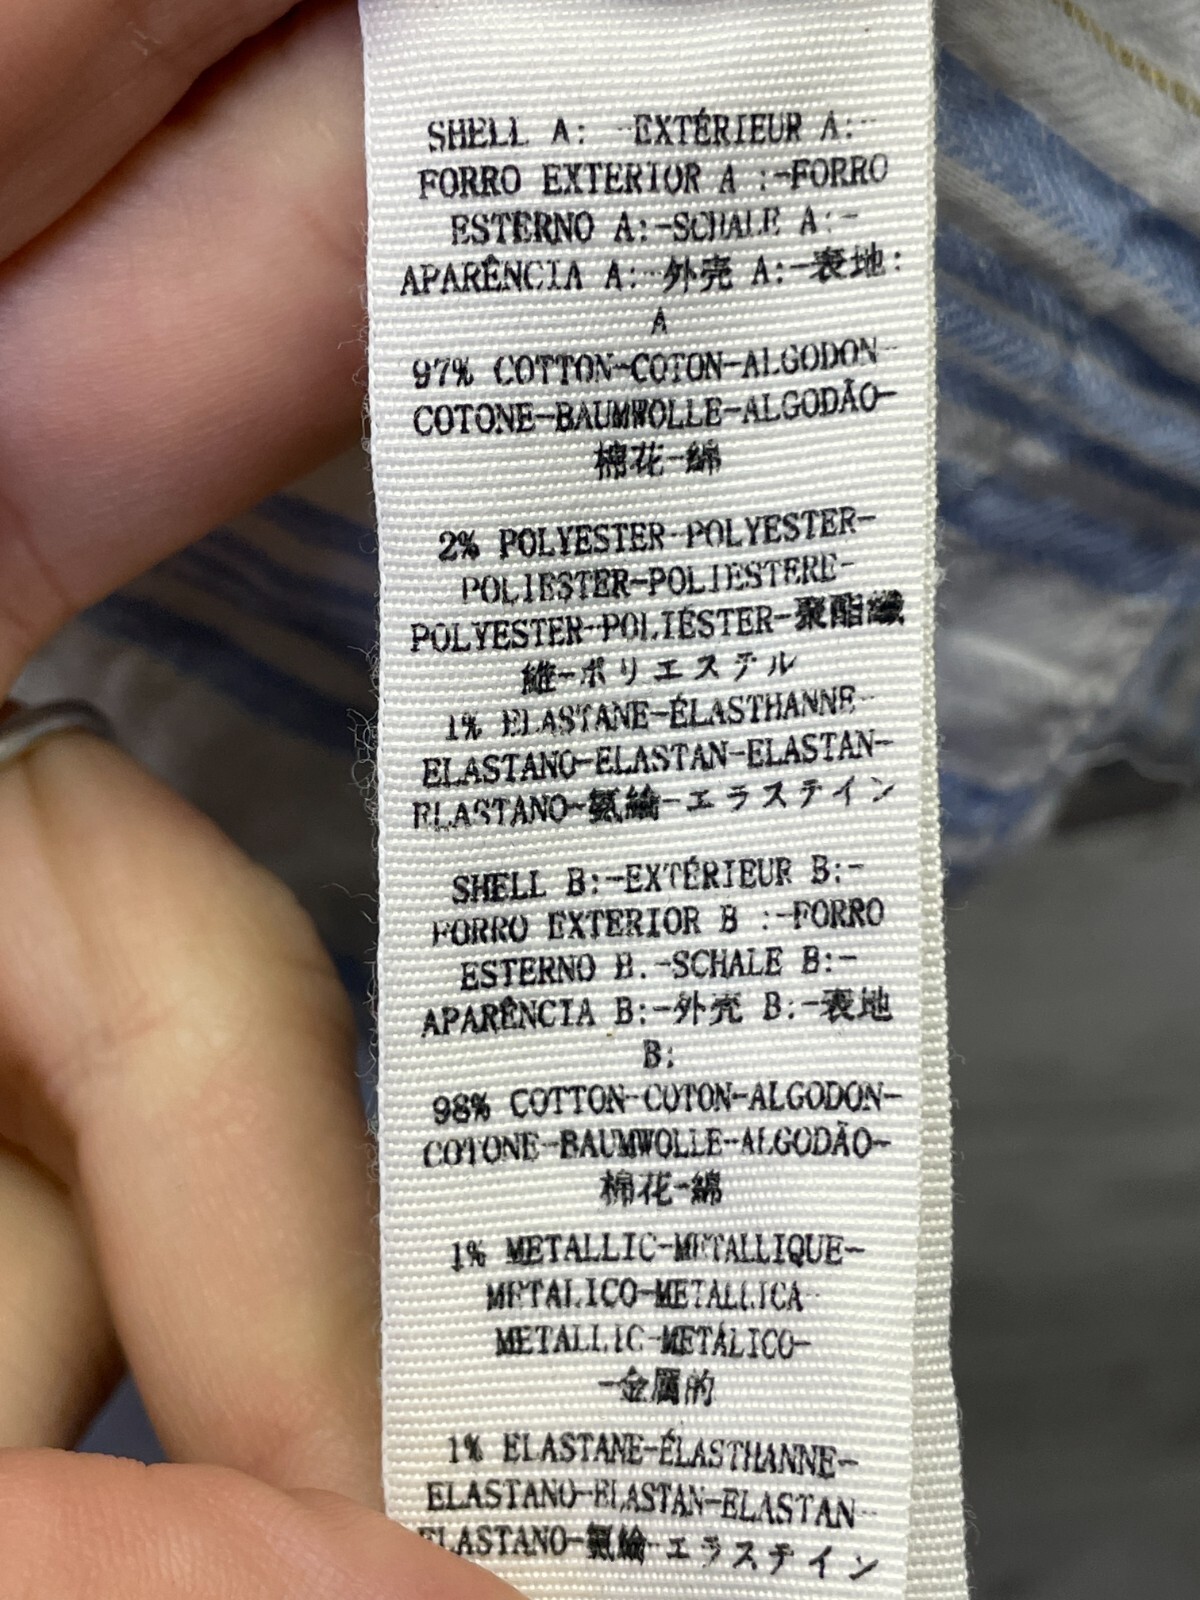 SHELL A: -EXTÉRIEUR A:-
FORRO EXTERIOR A :-FORRO
ESTERNO A:-SCHALE A:-
APARÊNCIA A:-外壳 A:-表地:
A
97% COTTON-COTON-ALGODON-
COTONE-BAUMWOLLE-ALGODÃO-
棉花-綿
2% POLYESTER-POLYESTER-
POLIESTER-POLIESTERE-
POLYESTER-POLIÉSTER-聚酯纖
維-ポリエステル
1% ELASTANE-ÉLASTHANNE-
ELASTANO-ELASTAN-ELASTAN-
ELASTANO-氨綸-エラステイン
SHELL B:-EXTÉRIEUR B:-
FORRO EXTERIOR B :-FORRO
ESTERNO B.-SCHALE B:-
APARÊNCIA B:-外壳 B:-表地
B:
98% COTTON-COTON-ALGODON-
COTONE-BAUMWOLLE-ALGODÃO-
棉花-綿
1% METALLIC-METALLIQUE-
METALICO-METALLICA-
METALLIC-METÁLICO-
-金属的
1% ELASTANE-ÉLASTHANNE-
ELASTANO-ELASTAN-ELASTAN-
ELASTANO-氨綸-エラステイン